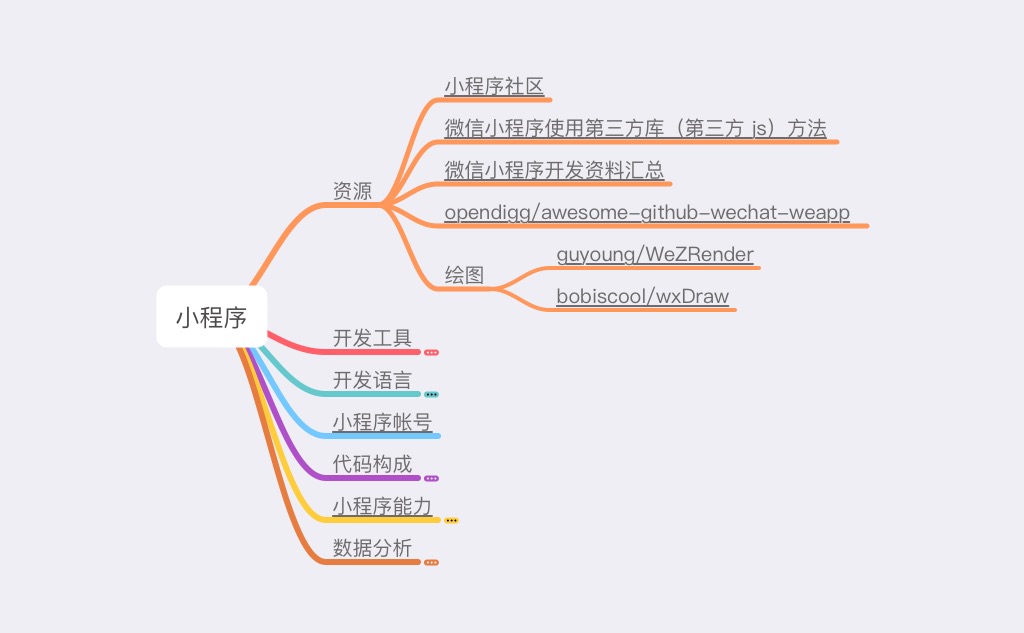 小程序社区
微信小程序使用第三方库（第三方 js）方法
微信小程序开发资料汇总
资源
opendigg/awesome-github-wechat-weapp
guyoung/WeZRender
绘图
bobiscool/wxDraw
小程序
开发工具
开发语言
小程序帐号
代码构成
小程序能力
数据分析